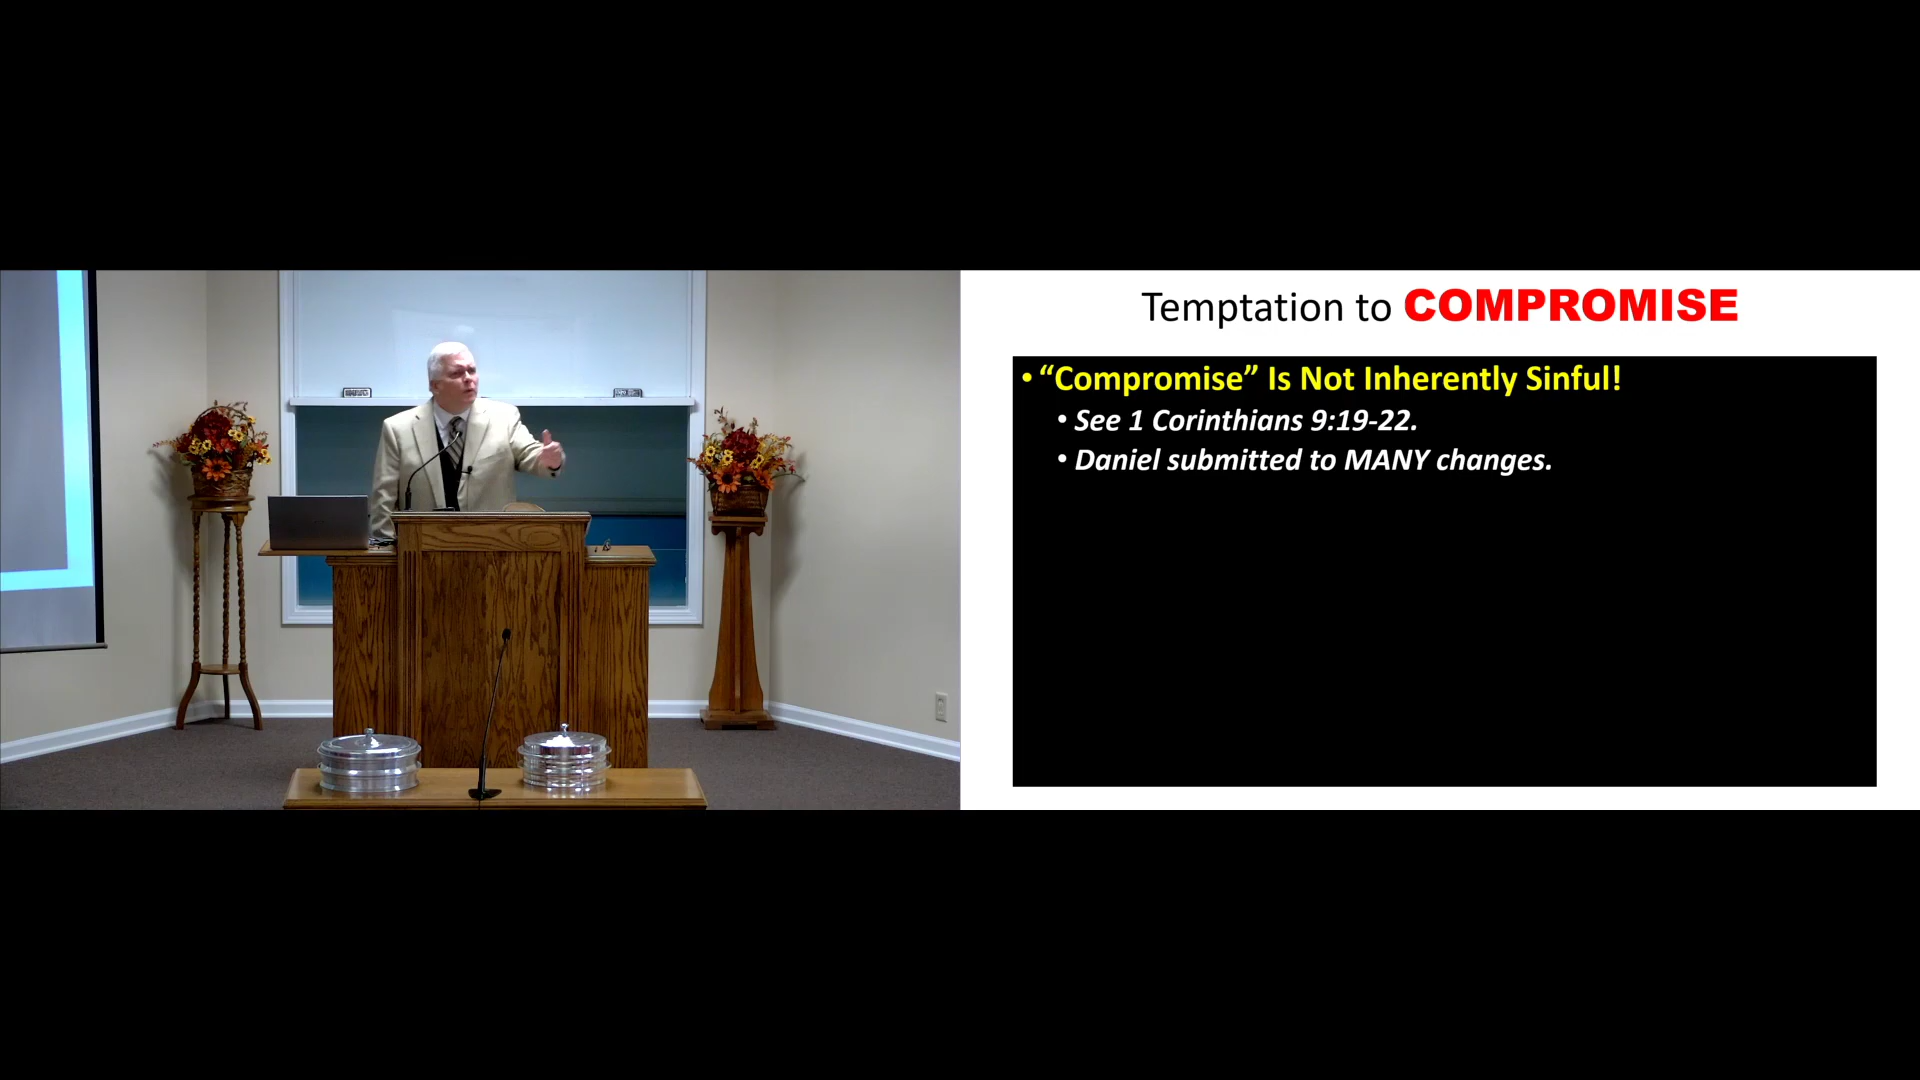 Temptation to COMPROMISE
• “Compromise” Is Not Inherently Sinful!
• See 1 Corinthians 9:19-22.
• Daniel submitted to MANY changes.